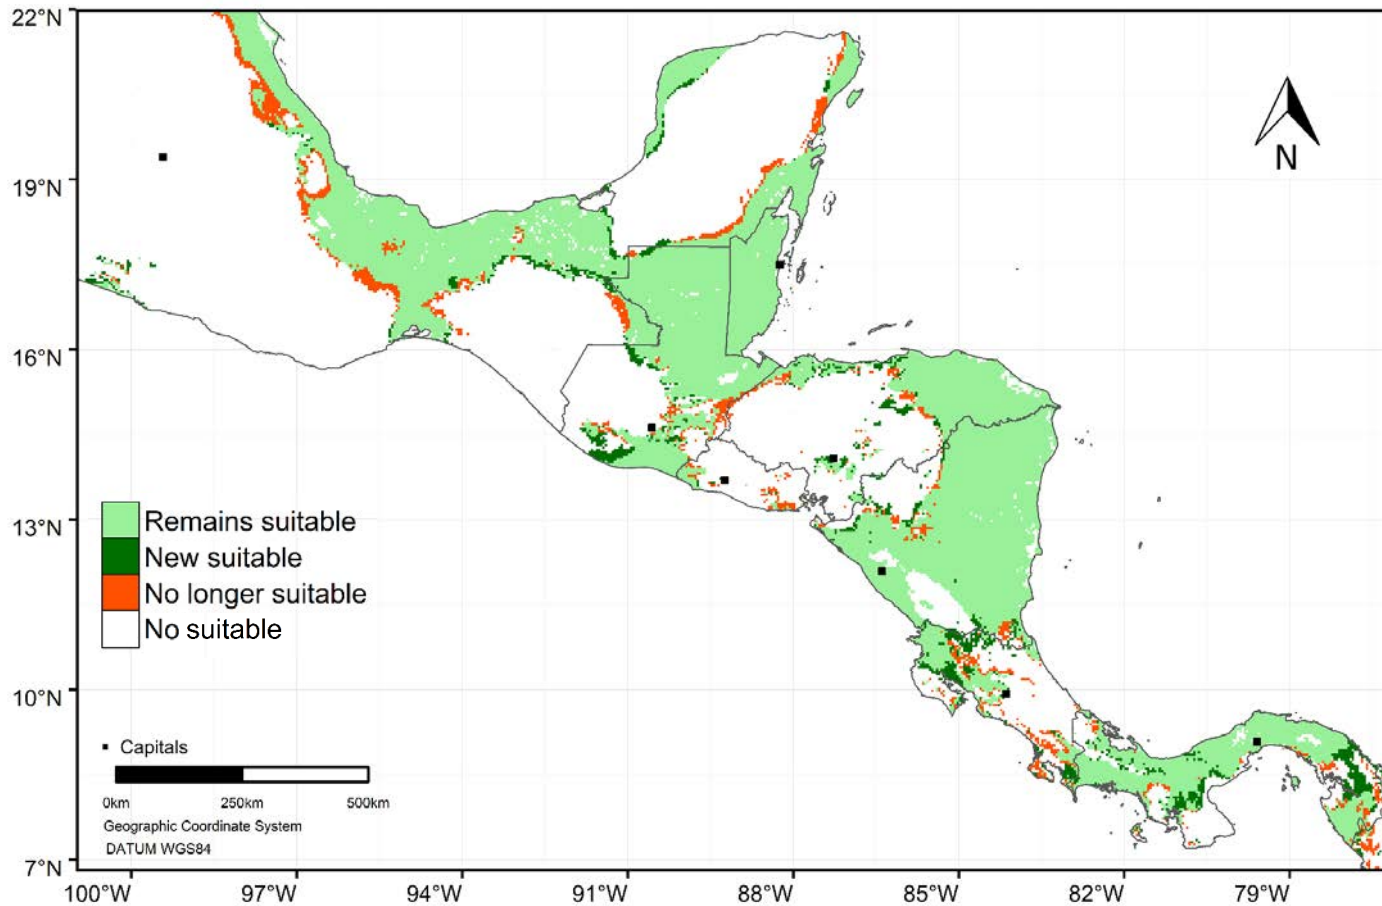 22°N
19°N
16°N
13°N
10°N
7°N
N
Remains suitable
New suitable
No longer suitable
No suitable
Capitals
0km 250km 500km
Geographic Coordinate System
DATUM WGS84
100°W 97°W 94°W 91°W 88°W 85°W 82°W 79°W